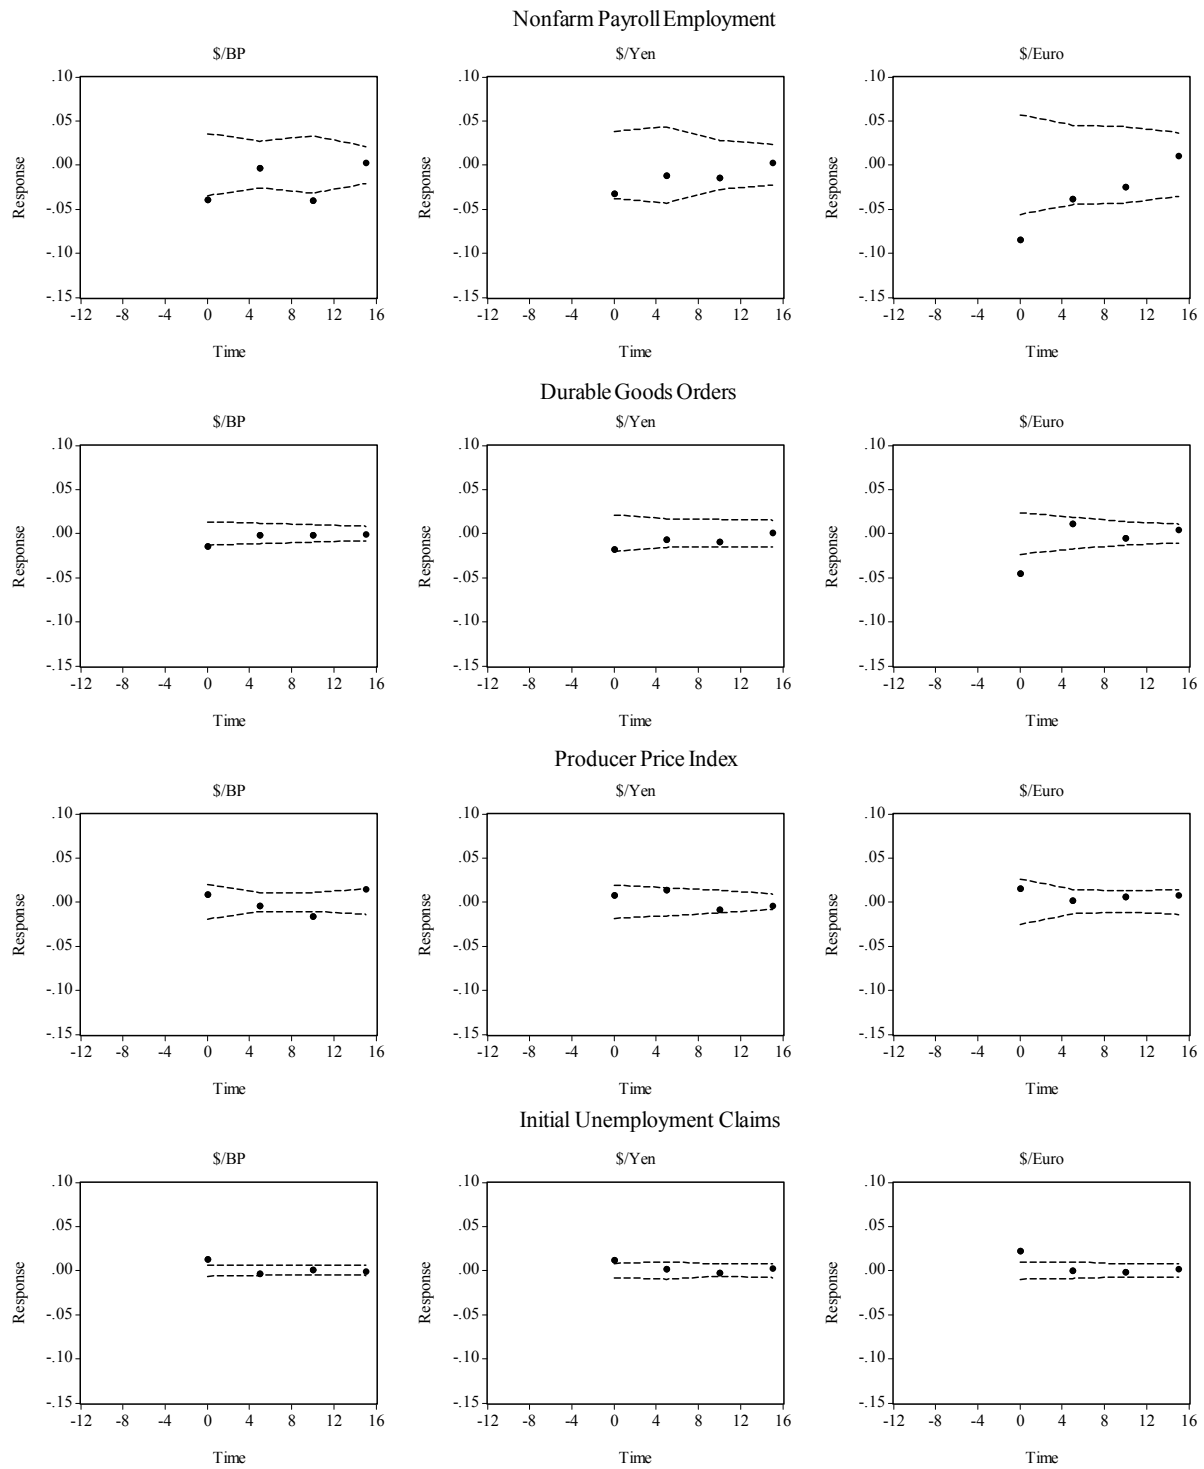 Nonfarm Payroll Employment
$/BP
.10
.05
.00
-.05
-.10
-.15
Response
-12 -8 -4 0 4 8 12 16
Time
$/Yen
.10
.05
.00
-.05
-.10
-.15
Response
-12 -8 -4 0 4 8 12 16
Time
$/Euro
.10
.05
.00
-.05
-.10
-.15
Response
-12 -8 -4 0 4 8 12 16
Time
Durable Goods Orders
$/BP
.10
.05
.00
-.05
-.10
-.15
Response
-12 -8 -4 0 4 8 12 16
Time
$/Yen
.10
.05
.00
-.05
-.10
-.15
Response
-12 -8 -4 0 4 8 12 16
Time
$/Euro
.10
.05
.00
-.05
-.10
-.15
Response
-12 -8 -4 0 4 8 12 16
Time
Producer Price Index
$/BP
.10
.05
.00
-.05
-.10
-.15
Response
-12 -8 -4 0 4 8 12 16
Time
$/Yen
.10
.05
.00
-.05
-.10
-.15
Response
-12 -8 -4 0 4 8 12 16
Time
$/Euro
.10
.05
.00
-.05
-.10
-.15
Response
-12 -8 -4 0 4 8 12 16
Time
Initial Unemployment Claims
$/BP
.10
.05
.00
-.05
-.10
-.15
Response
-12 -8 -4 0 4 8 12 16
Time
$/Yen
.10
.05
.00
-.05
-.10
-.15
Response
-12 -8 -4 0 4 8 12 16
Time
$/Euro
.10
.05
.00
-.05
-.10
-.15
Response
-12 -8 -4 0 4 8 12 16
Time